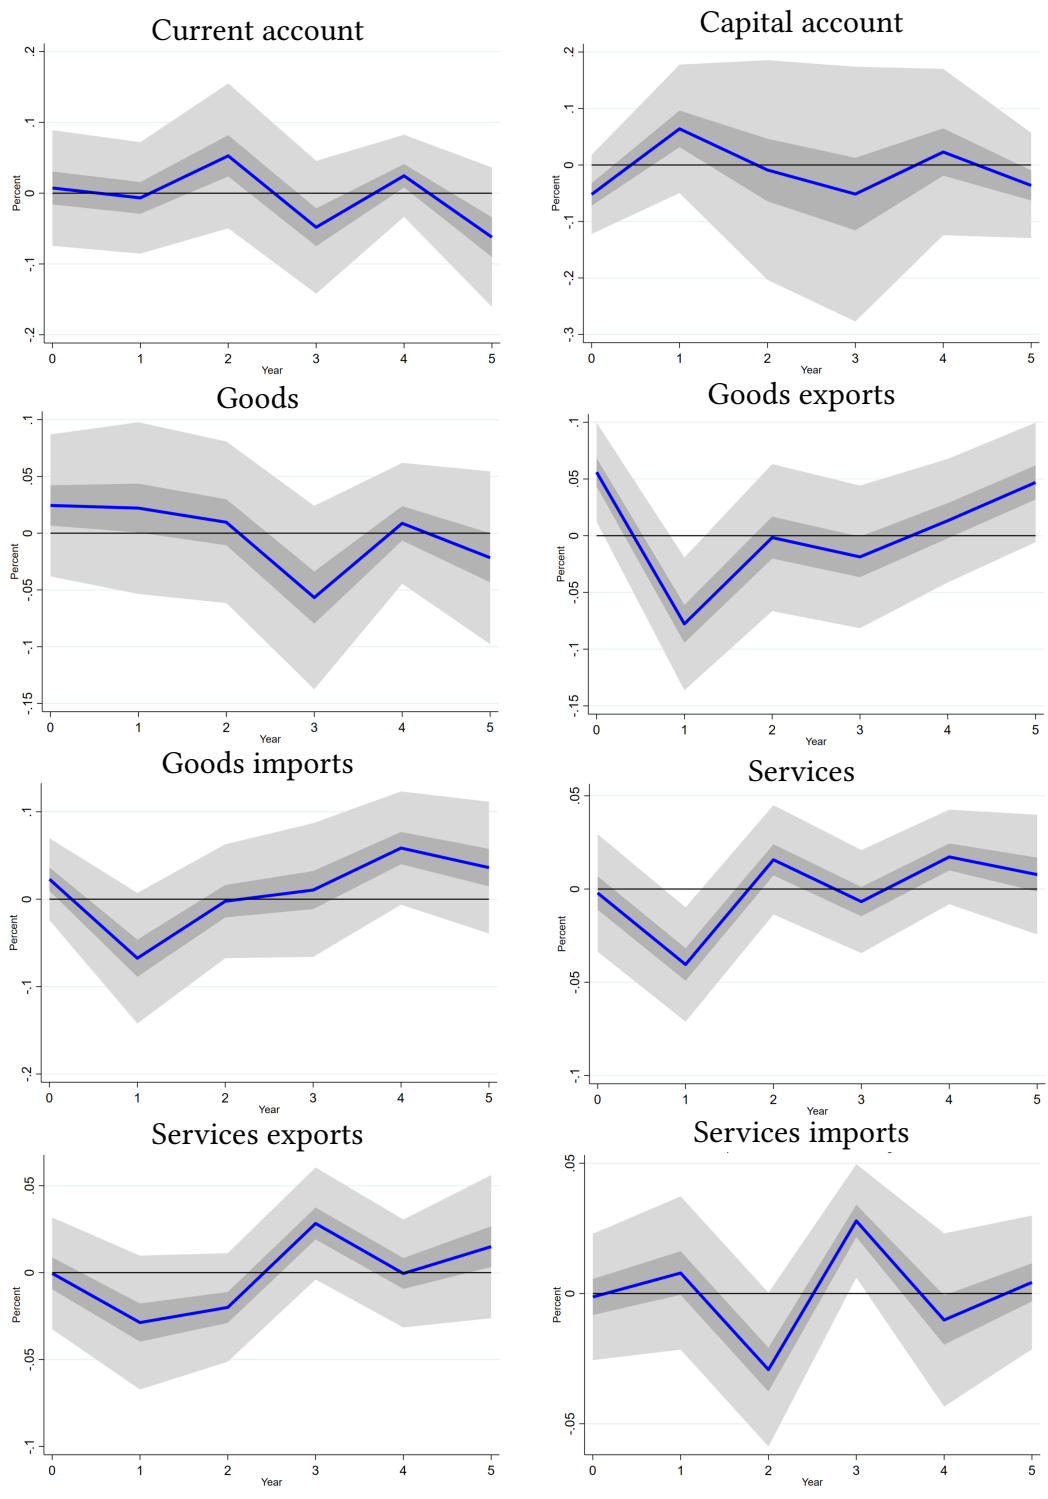 Current account
.2
.1
0
-.1
-.2
Percent
0 1 2 3 4 5
Year
Capital account
.2
.1
0
-.1
-.2
-.3
Percent
0 1 2 3 4 5
Year
Goods
.1
.05
0
-.05
-.1
-.15
Percent
0 1 2 3 4 5
Year
Goods exports
.1
.05
0
-.05
-.1
-.15
Percent
0 1 2 3 4 5
Year
Goods imports
.1
0
-.1
-.2
Percent
0 1 2 3 4 5
Year
Services
.05
0
-.05
-.1
Percent
0 1 2 3 4 5
Year
Services exports
.05
0
-.05
-.1
Percent
0 1 2 3 4 5
Year
Services imports
.05
0
-.05
Percent
0 1 2 3 4 5
Year